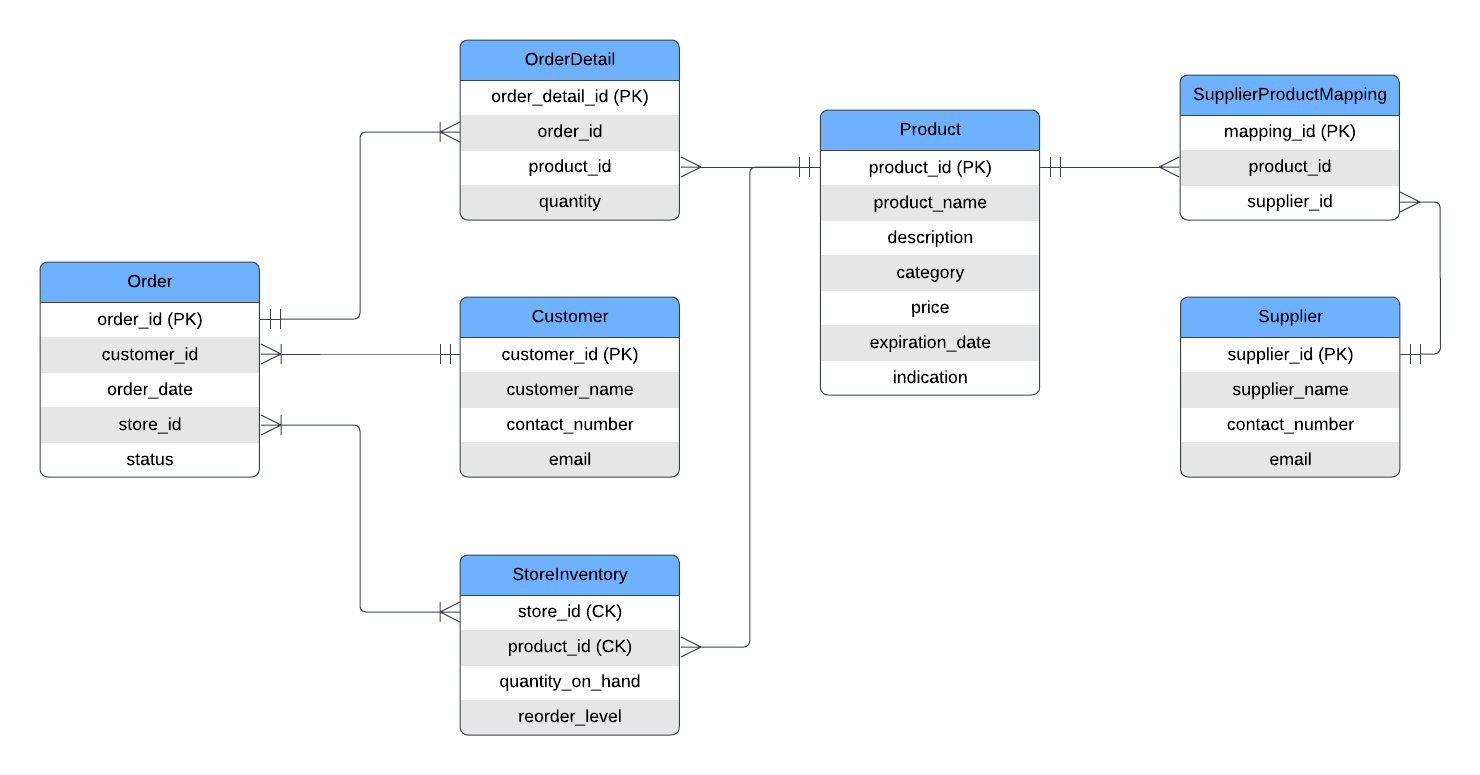 OrderDetail
order_detail_id (PK)
order_id
product_id
quantity
Order
order_id (PK)
customer_id
order_date
store_id
status
Customer
customer_id (PK)
customer_name
contact_number
email
StoreInventory
store_id (CK)
product_id (CK)
quantity_on_hand
reorder_level
Product
product_id (PK)
product_name
description
category
price
expiration_date
indication
SupplierProductMapping
mapping_id (PK)
product_id
supplier_id
Supplier
supplier_id (PK)
supplier_name
contact_number
email